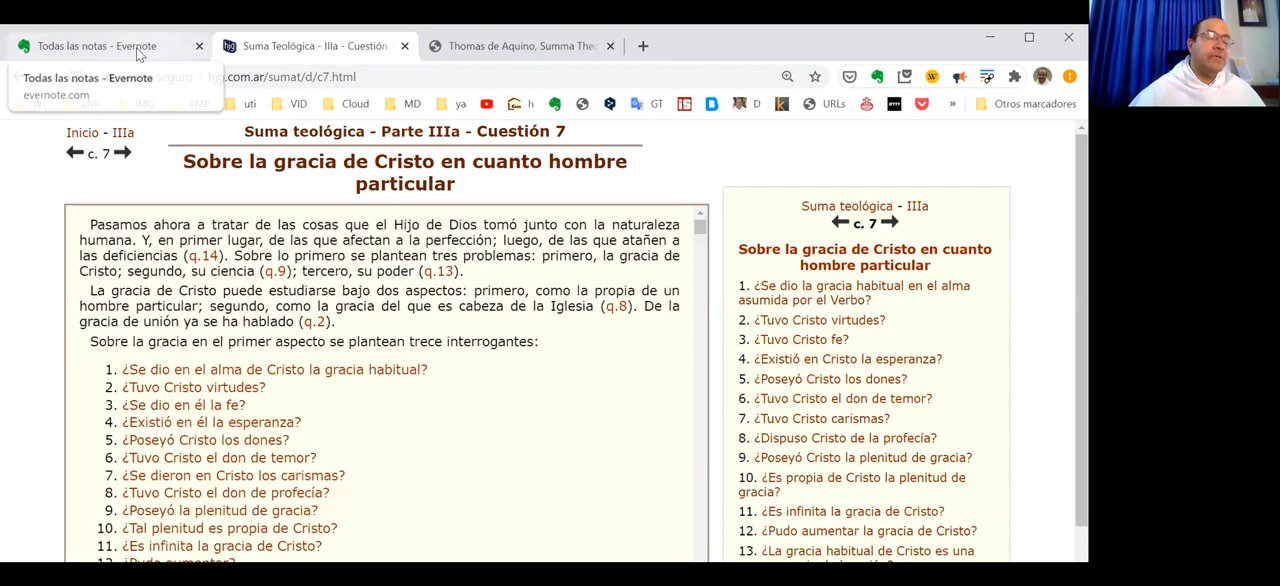 Todas las notas - Evernote
Suma Teológica - IIIa - Cuestión
Thomas de Aquino, Summa Theo
Todas las notas - Evernote
evernote.com
seguro
hjg.com.ar/sumat/d/c7.html
uti
VID
Cloud
MD
ya
h
GT
D
URLs
»
Otros marcadores
Inicio - IIIa
c. 7
Suma teológica - Parte IIIa - Cuestión 7
Sobre la gracia de Cristo en cuanto hombre
particular
Pasamos ahora a tratar de las cosas que el Hijo de Dios tomó junto con la naturaleza
humana. Y, en primer lugar, de las que afectan a la perfección; luego, de las que atañen a
las deficiencias (q.14). Sobre lo primero se plantean tres problemas: primero, la gracia de
Cristo; segundo, su ciencia (q.9); tercero, su poder (q.13).
La gracia de Cristo puede estudiarse bajo dos aspectos: primero, como la propia de un
hombre particular; segundo, como la gracia del que es cabeza de la Iglesia (q.8). De la
gracia de unión ya se ha hablado (q.2).
Sobre la gracia en el primer aspecto se plantean trece interrogantes:
1. ¿Se dio en el alma de Cristo la gracia habitual?
2. ¿Tuvo Cristo virtudes?
3. ¿Se dio en él la fe?
4. ¿Existió en él la esperanza?
5. ¿Poseyó Cristo los dones?
6. ¿Tuvo Cristo el don de temor?
7. ¿Se dieron en Cristo los carismas?
8. ¿Tuvo Cristo el don de profecía?
9. ¿Poseyó la plenitud de gracia?
10. ¿Tal plenitud es propia de Cristo?
11. ¿Es infinita la gracia de Cristo?
12. ¿Pudo aumentar?
Suma teológica - IIIa
c. 7
Sobre la gracia de Cristo en cuanto
hombre particular
1. ¿Se dio la gracia habitual en el alma
asumida por el Verbo?
2. ¿Tuvo Cristo virtudes?
3. ¿Tuvo Cristo fe?
4. ¿Existió en Cristo la esperanza?
5. ¿Poseyó Cristo los dones?
6. ¿Tuvo Cristo el don de temor?
7. ¿Tuvo Cristo carismas?
8. ¿Dispuso Cristo de la profecía?
9. ¿Poseyó Cristo la plenitud de gracia?
10. ¿Es propia de Cristo la plenitud de
gracia?
11. ¿Es infinita la gracia de Cristo?
12. ¿Pudo aumentar la gracia de Cristo?
13. ¿La gracia habitual de Cristo es una